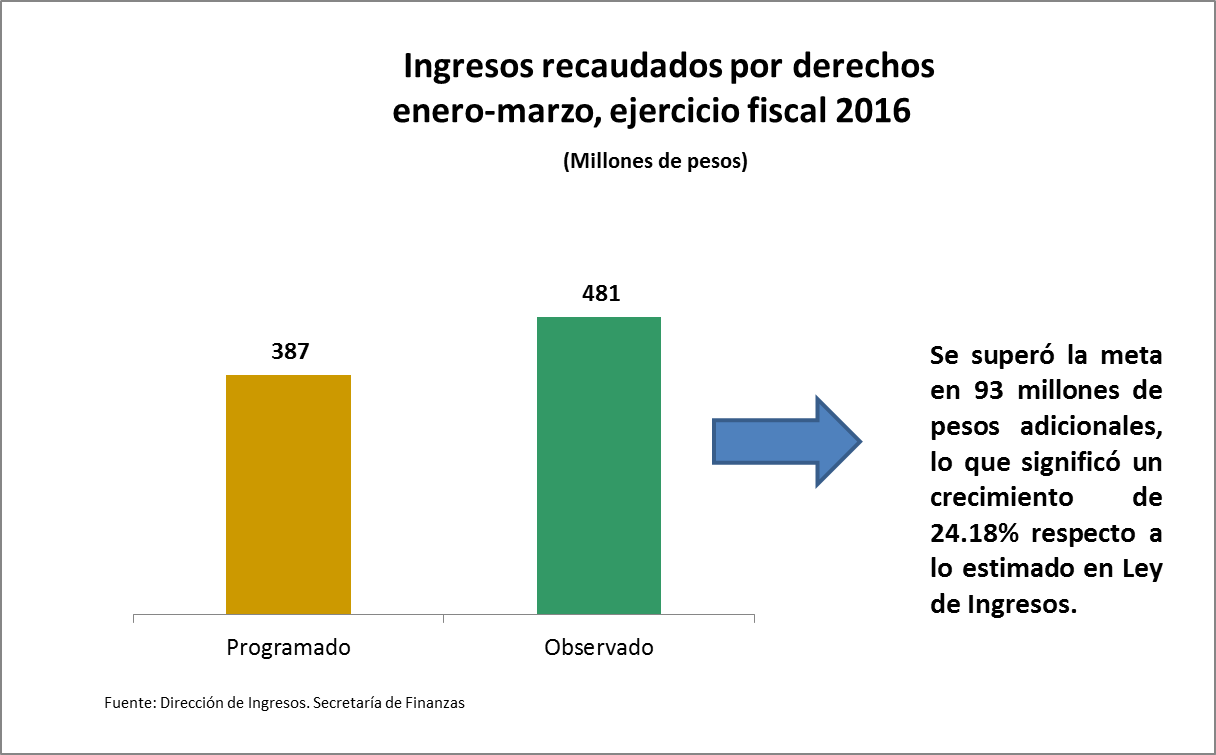 Ingresos recaudados por derechos
enero-marzo, ejercicio fiscal 2016
(Millones de pesos)
387
481
Programado
Observado
Se superó la meta
en 93 millones de
pesos adicionales,
lo que significó un
crecimiento de
24.18% respecto a
lo estimado en Ley
de Ingresos.
Fuente: Dirección de Ingresos. Secretaría de Finanzas